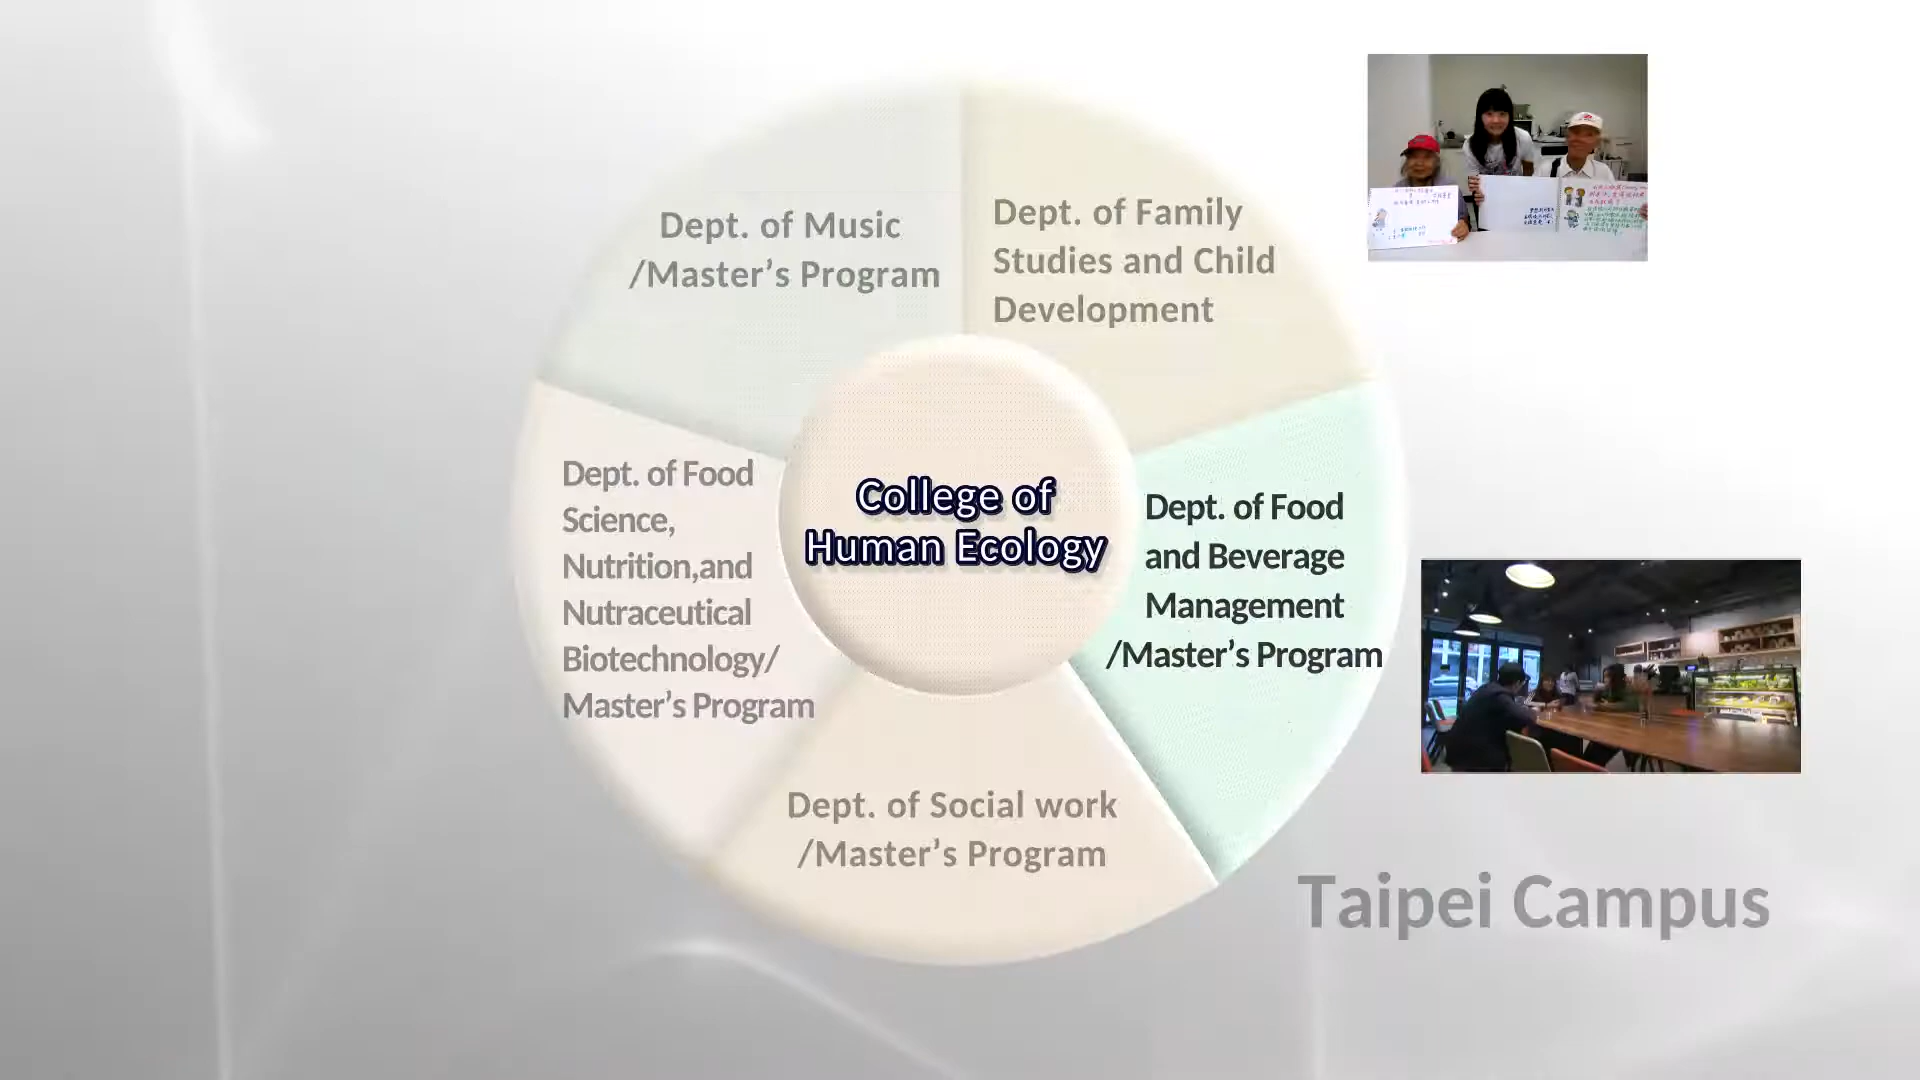 Dept. of Music
/Master’s Program
Dept. of Family
Studies and Child
Development
Dept. of Food
Science,
Nutrition,and
Nutraceutical
Biotechnology/
Master’s Program
College of
Human Ecology
Dept. of Food
and Beverage
Management
/Master’s Program
Dept. of Social work
/Master’s Program
Taipei Campus